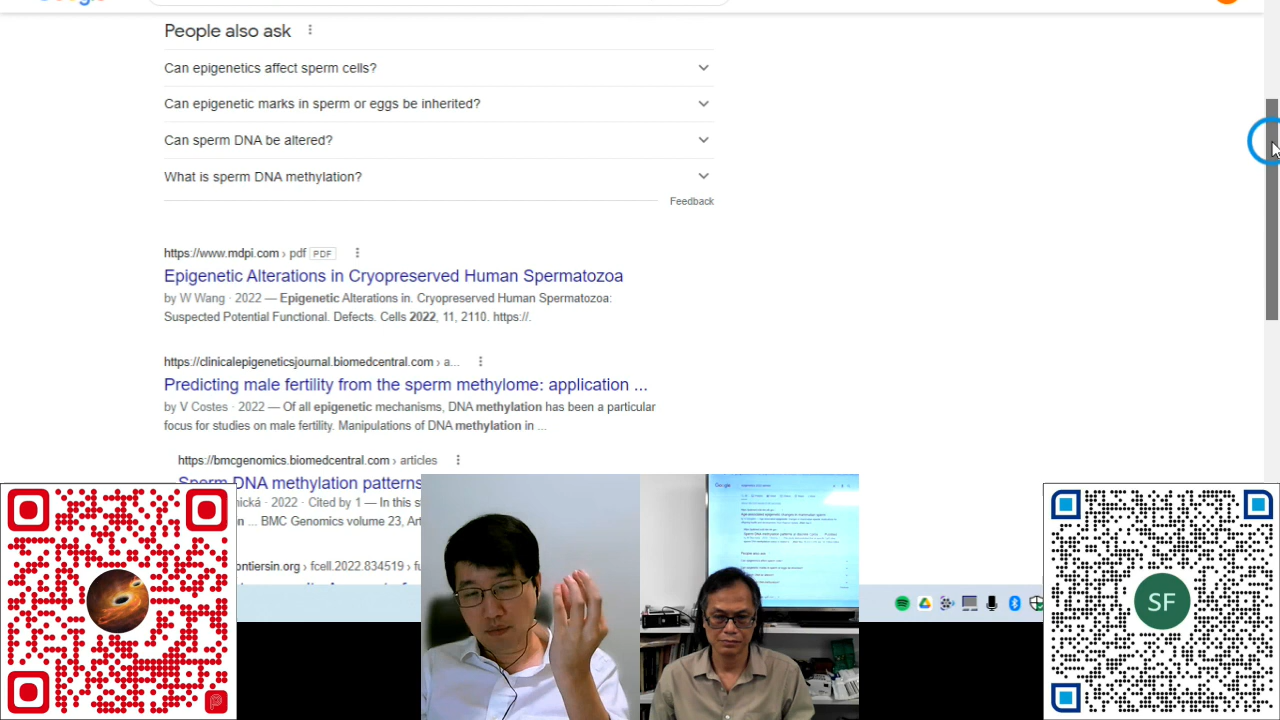 People also ask
Can epigenetics affect sperm cells?
Can epigenetic marks in sperm or eggs be inherited?
Can sperm DNA be altered?
What is sperm DNA methylation?
Feedback
https://www.mdpi.com › pdf PDF
Epigenetic Alterations in Cryopreserved Human Spermatozoa
by W Wang · 2022 — Epigenetic Alterations in. Cryopreserved Human Spermatozoa:
Suspected Potential Functional. Defects. Cells 2022, 11, 2110. https://.
https://clinicalepigeneticsjournal.biomedcentral.com › a...
Predicting male fertility from the sperm methylome: application ...
by V Costes · 2022 — Of all epigenetic mechanisms, DNA methylation has been a particular
focus for studies on male fertility. Manipulations of DNA methylation in ...
https://bmcgenomics.biomedcentral.com › articles
Sperm DNA methylation patterns
2022 · Cited by 1 — In this s
... BMC Genomics volume 23, Ar
ontiersin.org › fcell.2022.834519 › fu
SF